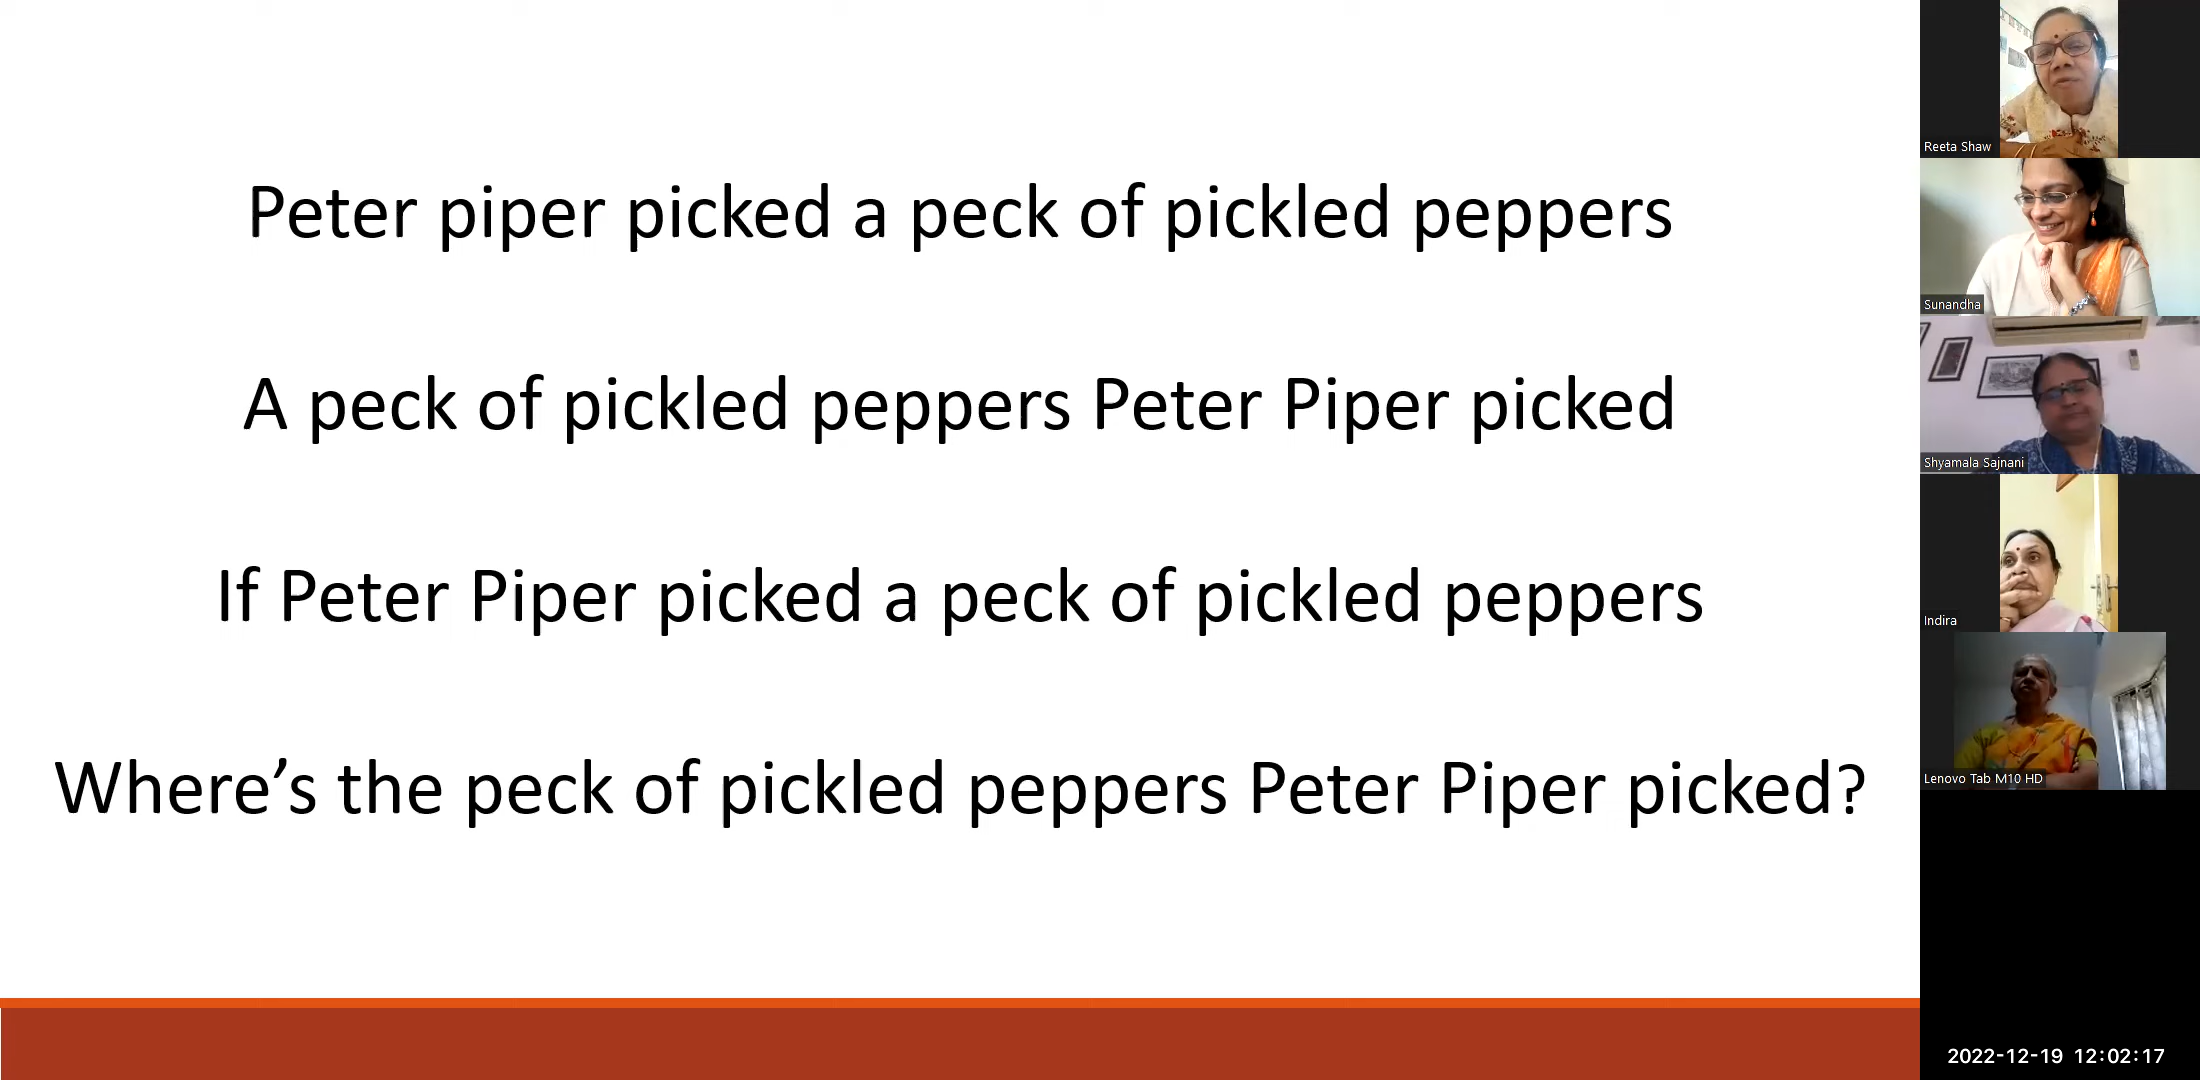 Peter piper picked a peck of pickled peppers
A peck of pickled peppers Peter Piper picked
If Peter Piper picked a peck of pickled peppers
Where’s the peck of pickled peppers Peter Piper picked?
Reeta Shaw
Sunandha
Shyamala Sajnani
Indira
Lenovo Tab M10 HD
2022-12-19 12:02:17